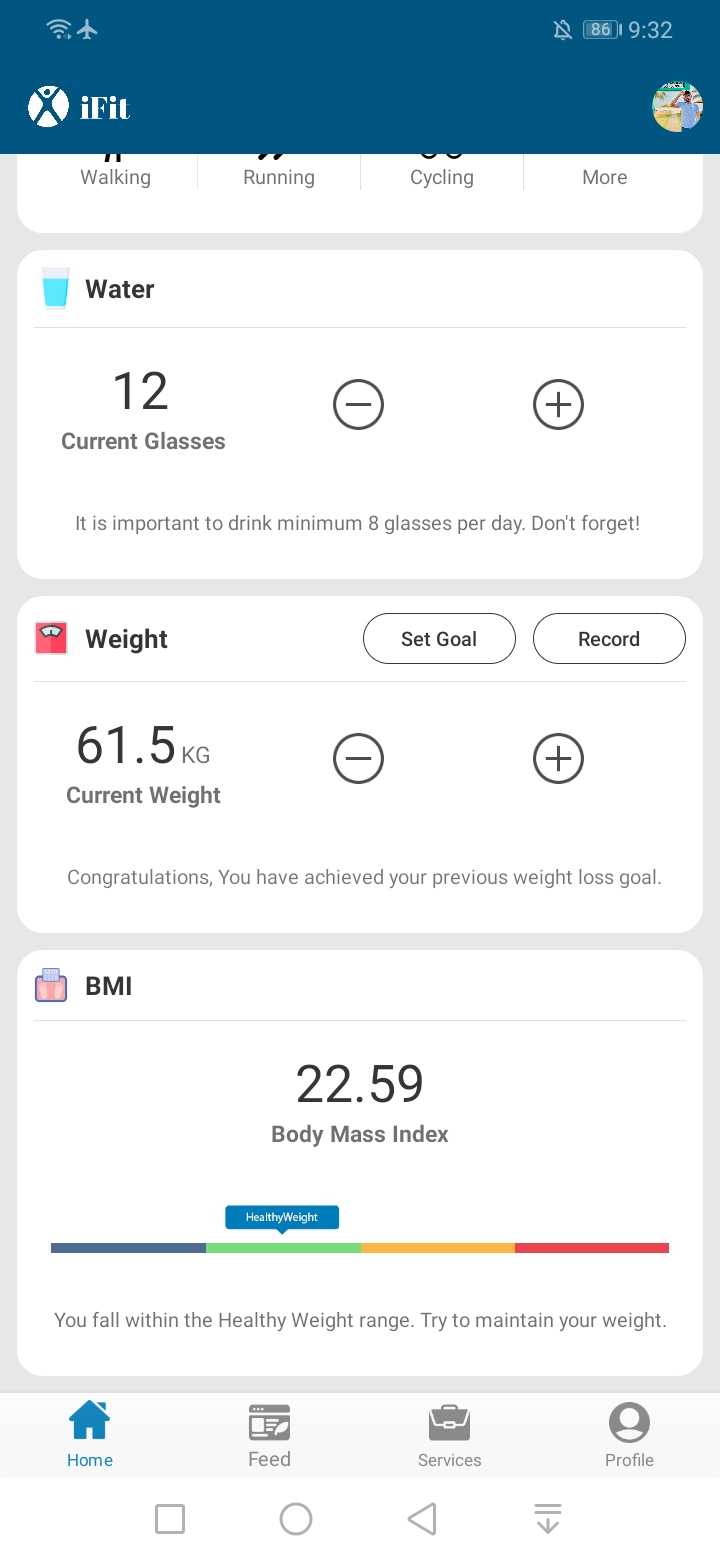 86 9:32
iFit
Walking Running Cycling More
Water
12
Current Glasses
It is important to drink minimum 8 glasses per day. Don't forget!
Weight Set Goal Record
61.5 KG
Current Weight
Congratulations, You have achieved your previous weight loss goal.
BMI
22.59
Body Mass Index
HealthyWeight
You fall within the Healthy Weight range. Try to maintain your weight.
Home Feed Services Profile